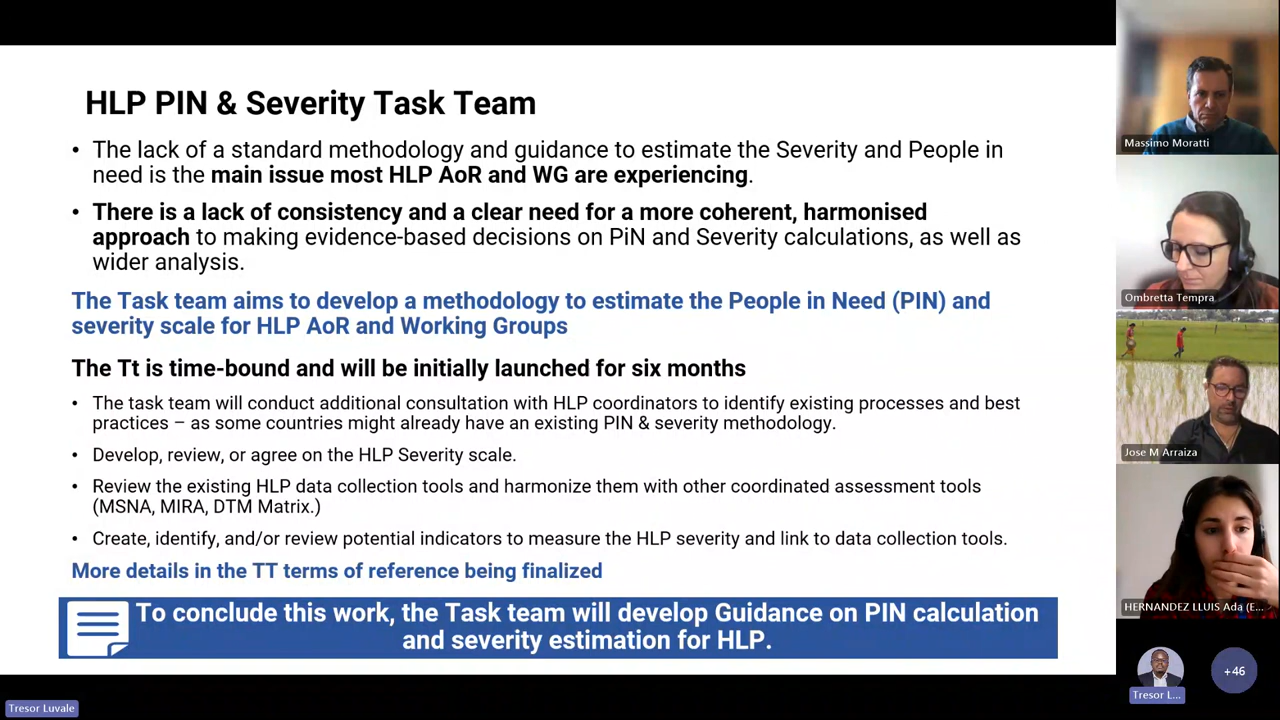 HLP PIN & Severity Task Team
• The lack of a standard methodology and guidance to estimate the Severity and People in
need is the main issue most HLP AoR and WG are experiencing.
• There is a lack of consistency and a clear need for a more coherent, harmonised
approach to making evidence-based decisions on PiN and Severity calculations, as well as
wider analysis.
The Task team aims to develop a methodology to estimate the People in Need (PIN) and
severity scale for HLP AoR and Working Groups
The Tt is time-bound and will be initially launched for six months
• The task team will conduct additional consultation with HLP coordinators to identify existing processes and best
practices – as some countries might already have an existing PIN & severity methodology.
• Develop, review, or agree on the HLP Severity scale.
• Review the existing HLP data collection tools and harmonize them with other coordinated assessment tools
(MSNA, MIRA, DTM Matrix.)
• Create, identify, and/or review potential indicators to measure the HLP severity and link to data collection tools.
More details in the TT terms of reference being finalized
To conclude this work, the Task team will develop Guidance on PIN calculation
and severity estimation for HLP.
Massimo Moratti
Ombretta Tempra
Jose M Arraiza
HERNANDEZ LLUIS Ada (E...
Tresor L...
+46
Tresor Luvale